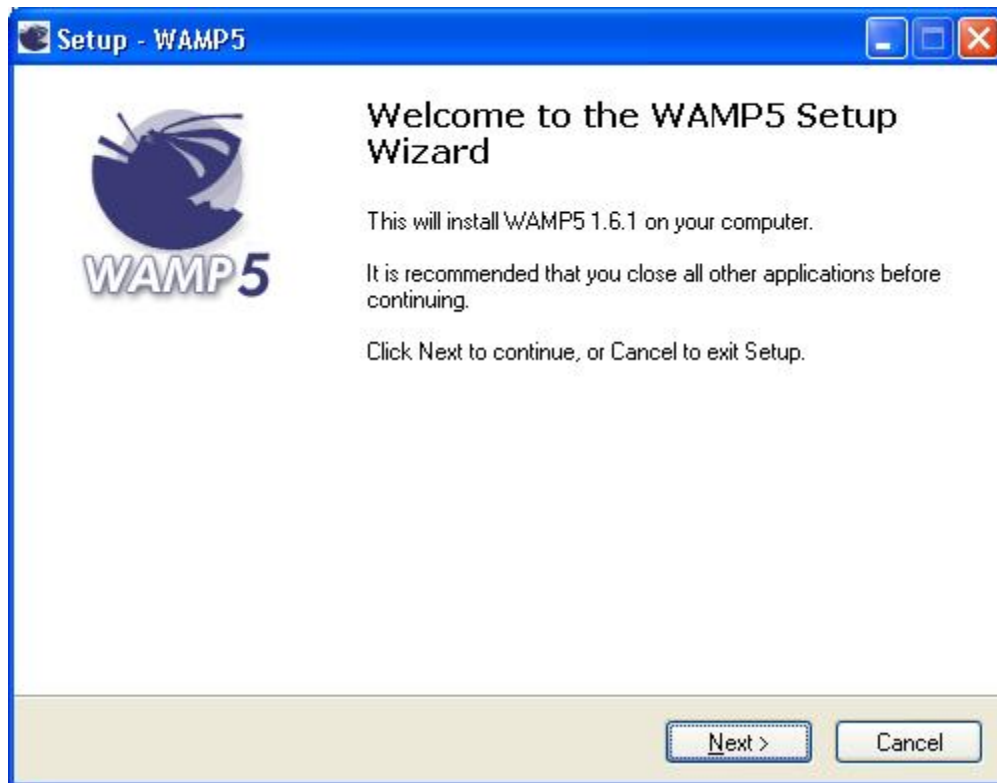 Setup - WAMP5
WAMP5
Welcome to the WAMP5 Setup
Wizard
This will install WAMP5 1.6.1 on your computer.
It is recommended that you close all other applications before
continuing.
Click Next to continue, or Cancel to exit Setup.
Next >
Cancel